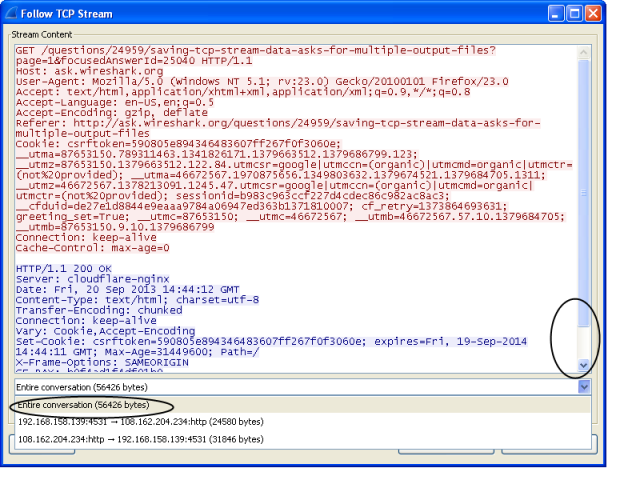 Follow TCP Stream
Stream Content
GET /questions/24959/saving-tcp-stream-data-asks-for-multiple-output-files?
page=1&focusedAnswerId=25040 HTTP/1.1
Host: ask.wireshark.org
User-Agent: Mozilla/5.0 (Windows NT 5.1; rv:23.0) Gecko/20100101 Firefox/23.0
Accept: text/html,application/xhtml+xml,application/xml;q=0.9,*/*;q=0.8
Accept-Language: en-US,en;q=0.5
Accept-Encoding: gzip, deflate
Referer: http://ask.wireshark.org/questions/24959/saving-tcp-stream-data-asks-for-
multiple-output-files
Cookie: csrftoken=590805e894346483607ff267f0f3060e;
__utma=87653150.789311463.1341826171.1379663512.1379686799.123;
__utmz=87653150.1379663512.122.84.utmcsr=google|utmccn=(organic)|utmcmd=organic|utmctr=
(not%20provided); __utma=46672567.1970875656.1349803632.1379674521.1379684705.1311;
__utmz=46672567.1378213091.1245.47.utmcsr=google|utmccn=(organic)|utmcmd=organic|
utmctr=(not%20provided); sessionid=b983c963ccf227d4cdec86c982ac8ac3;
__cfduid=de27e1d8844e9eaaa9784a06947ed363b1371810007; cf_retry=1373864693631;
greeting_set=True; __utmc=87653150; __utmc=46672567; __utmb=46672567.57.10.1379684705;
__utmb=87653150.9.10.1379686799
Connection: keep-alive
Cache-Control: max-age=0
HTTP/1.1 200 OK
Server: cloudflare-nginx
Date: Fri, 20 Sep 2013 14:44:12 GMT
Content-Type: text/html; charset=utf-8
Transfer-Encoding: chunked
Connection: keep-alive
Vary: Cookie,Accept-Encoding
Set-Cookie: csrftoken=590805e894346483607ff267f0f3060e; expires=Fri, 19-Sep-2014
14:44:11 GMT; Max-Age=31449600; Path=/
X-Frame-Options: SAMEORIGIN
Entire conversation (56426 bytes)
Entire conversation (56426 bytes)
192.168.158.139:4531 → 108.162.204.234:http (24580 bytes)
108.162.204.234:http → 192.168.158.139:4531 (31846 bytes)